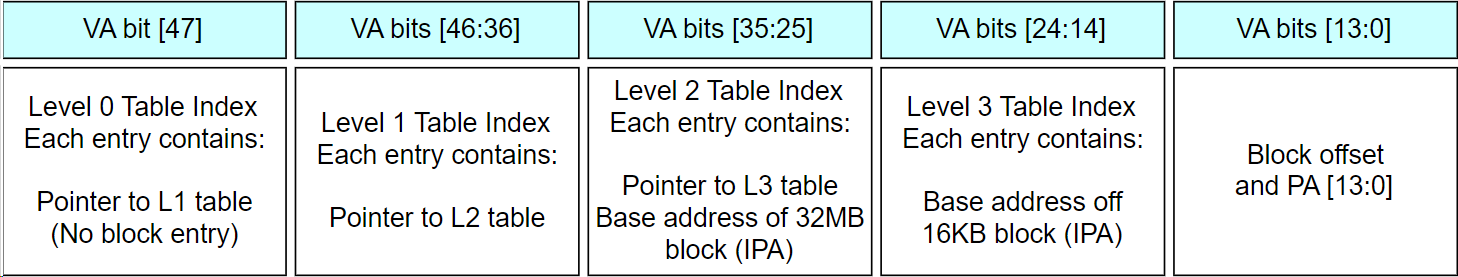 VA bit [47]
VA bits [46:36]
VA bits [35:25]
VA bits [24:14]
VA bits [13:0]
Level 0 Table Index
Each entry contains:
Pointer to L1 table
(No block entry)
Level 1 Table Index
Each entry contains:
Pointer to L2 table
Level 2 Table Index
Each entry contains:
Pointer to L3 table
Base address of 32MB
block (IPA)
Level 3 Table Index
Each entry contains:
Base address off
16KB block (IPA)
Block offset
and PA [13:0]